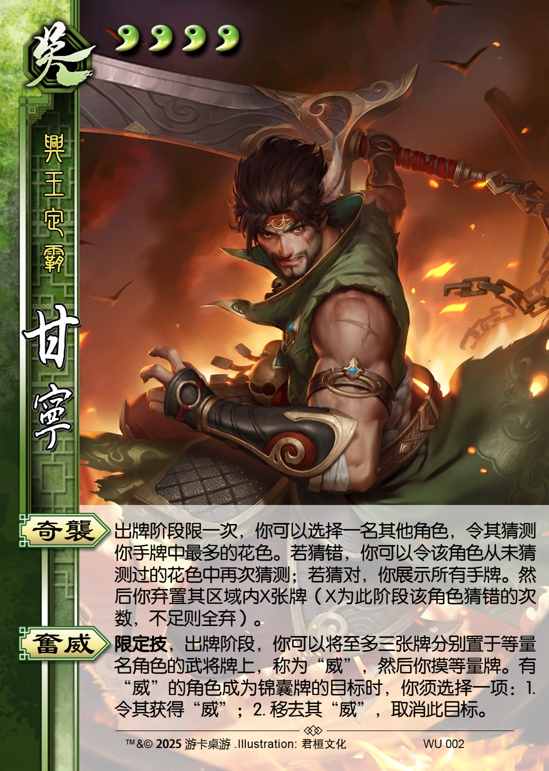 吴
興王定霸
甘寧
奇襲
出牌阶段限一次，你可以选择一名其他角色，令其猜测
你手牌中最多的花色。若猜错，你可以令该角色从未猜
测过的花色中再次猜测；若猜对，你展示所有手牌。然
后你弃置其区域内X张牌（X为此阶段该角色猜错的次
数，不足则全弃）。
奮威
限定技，出牌阶段，你可以将至多三张牌分别置于等量
名角色的武将牌上，称为“威”，然后你摸等量牌。有
“威”的角色成为锦囊牌的目标时，你须选择一项：1.
令其获得“威”；2.移去其“威”，取消此目标。
™&© 2025 游卡桌游 .Illustration: 君桓文化
WU 002